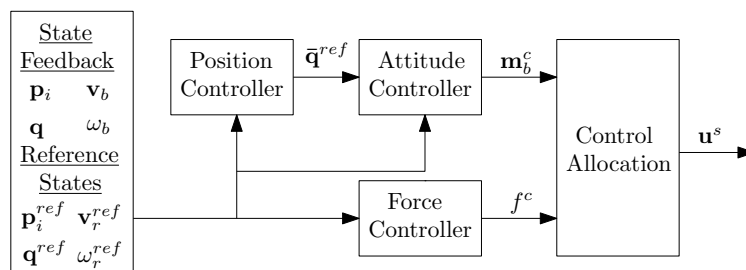 State
Feedback
p_i v_b
q ω_b
Reference
States
p_i^{ref} v_r^{ref}
q^{ref} ω_r^{ref}
Position
Controller
q̄^{ref}
Attitude
Controller
m_b^c
Force
Controller
f^c
Control
Allocation
u^s